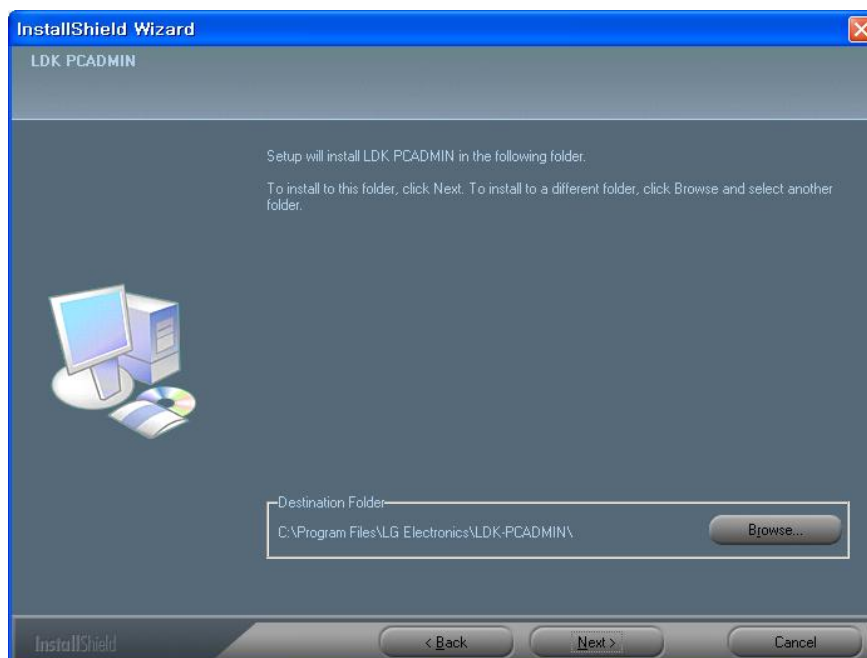 InstallShield Wizard
LDK PCADMIN
Setup will install LDK PCADMIN in the following folder.
To install to this folder, click Next. To install to a different folder, click Browse and select another
folder.
Destination Folder
C:\Program Files\LG Electronics\LDK-PCADMIN\
Browse...
InstallShield
< Back
Next >
Cancel